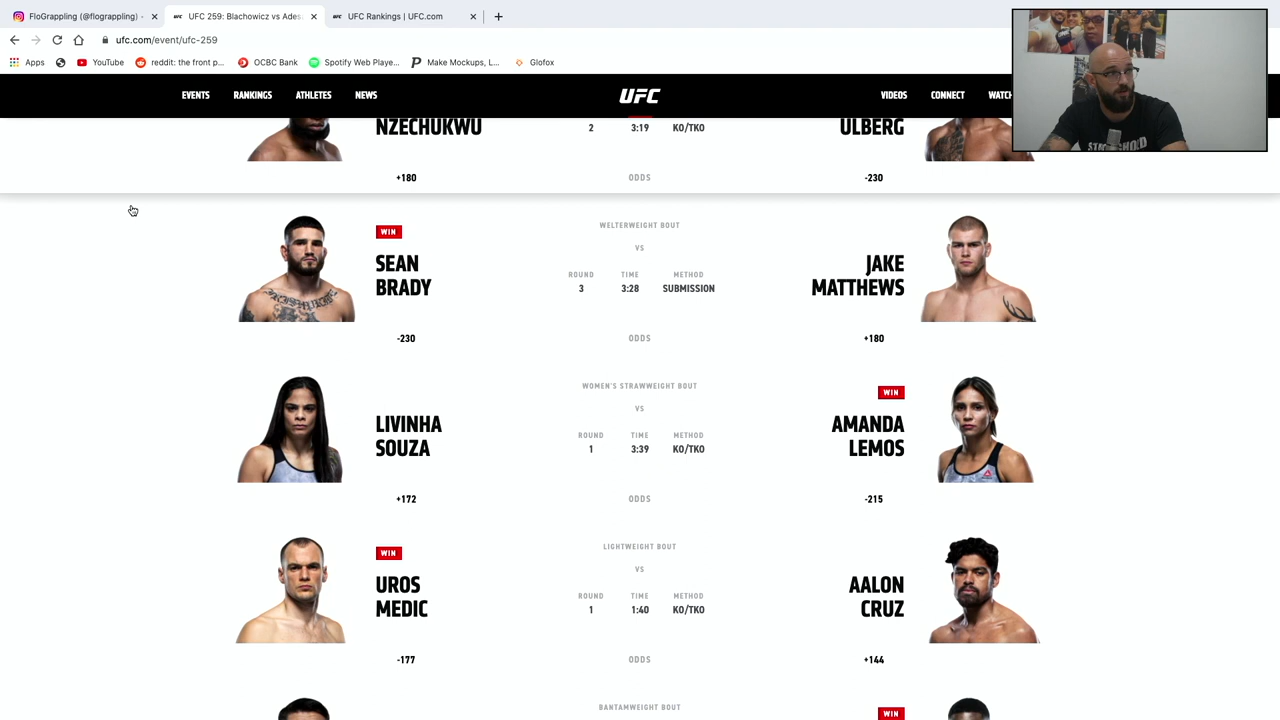 FloGrappling (@flograppling) ·
UFC 259: Blachowicz vs Ades
UFC Rankings | UFC.com
ufc.com/event/ufc-259
Apps
YouTube
reddit: the front p...
OCBC Bank
Spotify Web Playe...
Make Mockups, L...
Glofox
EVENTS
RANKINGS
ATHLETES
NEWS
UFC
VIDEOS
CONNECT
WATCH
NZECHUKWU
2
3:19
KO/TKO
ULBERG
+180
ODDS
-230
WIN
SEAN
BRADY
WELTERWEIGHT BOUT
VS
ROUND
TIME
METHOD
3
3:28
SUBMISSION
JAKE
MATTHEWS
-230
ODDS
+180
LIVINHA
SOUZA
WOMEN'S STRAWWEIGHT BOUT
VS
ROUND
TIME
METHOD
1
3:39
KO/TKO
WIN
AMANDA
LEMOS
+172
ODDS
-215
WIN
UROS
MEDIC
LIGHTWEIGHT BOUT
VS
ROUND
TIME
METHOD
1
1:40
KO/TKO
AALON
CRUZ
-177
ODDS
+144
BANTAMWEIGHT BOUT
WIN